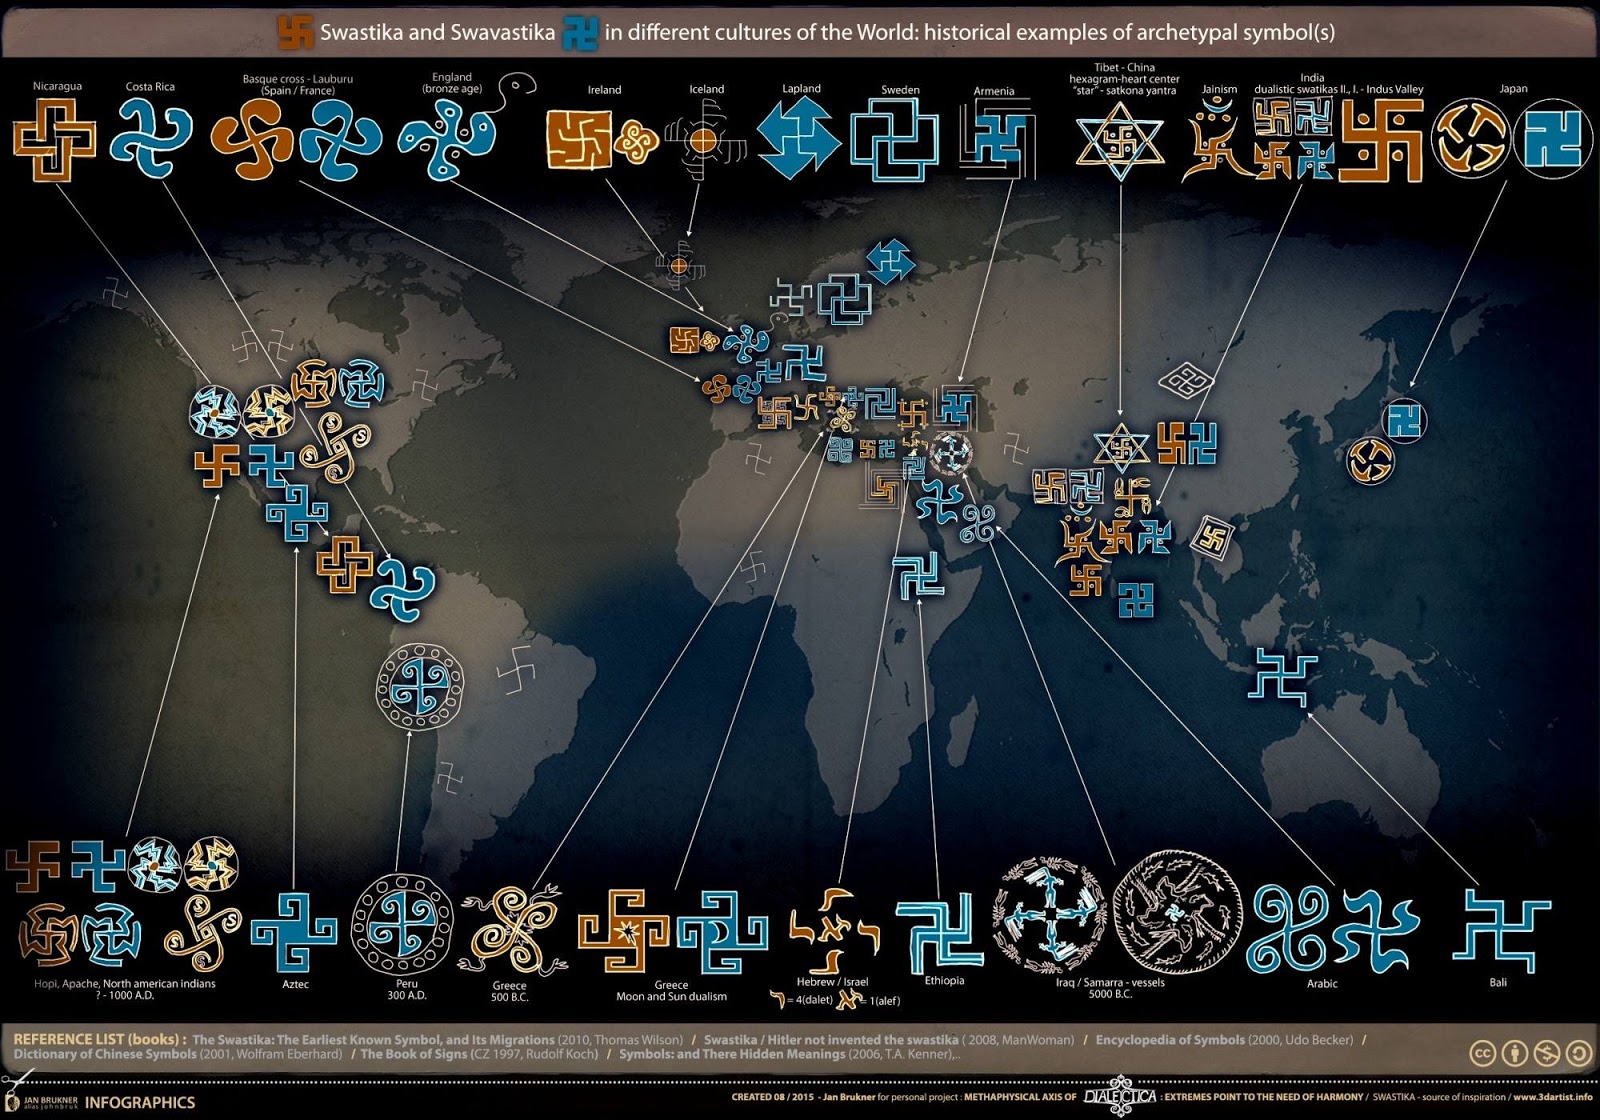 Swastika and Swavastika in different cultures of the World: historical examples of archetypal symbol(s)
Nicaragua
Costa Rica
Basque cross - Lauburu
(Spain / France)
England
(bronze age)
Ireland
Iceland
Lapland
Sweden
Armenia
Tibet - China
hexagram-heart center
"star" - satkona yantra
Jainism
India
dualistic swatikas II., I. - Indus Valley
Japan
Hopi, Apache, North american indians
? - 1000 A.D.
Aztec
Peru
300 A.D.
Greece
500 B.C.
Greece
Moon and Sun dualism
Hebrew / Israel
= 4(dalet) = 1(alef)
Ethiopia
Iraq / Samarra - vessels
5000 B.C.
Arabic
Bali
REFERENCE LIST (books) : The Swastika: The Earliest Known Symbol, and Its Migrations (2010, Thomas Wilson) / Swastika / Hitler not invented the swastika ( 2008, ManWoman) / Encyclopedia of Symbols (2000, Udo Becker) /
Dictionary of Chinese Symbols (2001, Wolfram Eberhard) / The Book of Signs (CZ 1997, Rudolf Koch) / Symbols: and There Hidden Meanings (2006, T.A. Kenner),..
cc
JAN BRUKNER
alias johnbruk
INFOGRAPHICS
CREATED 08 / 2015 - Jan Brukner for personal project : METHAPHYSICAL AXIS OF DIALECTICA : EXTREMES POINT TO THE NEED OF HARMONY / SWASTIKA - source of inspiration / www.3dartist.info